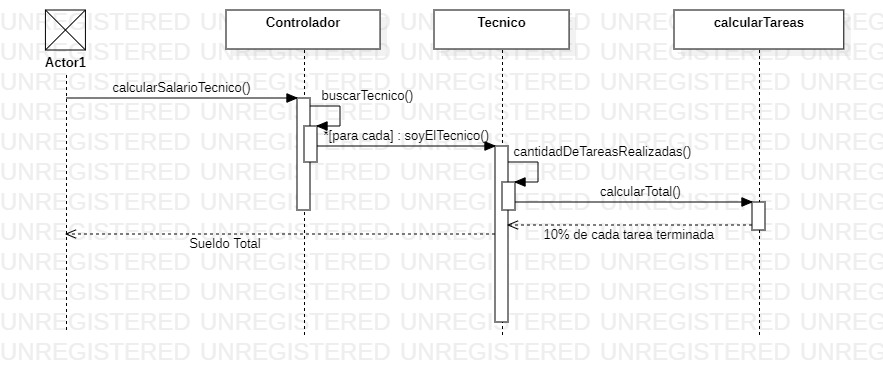 Controlador
Tecnico
calcularTareas
Actor1
calcularSalarioTecnico()
buscarTecnico()
*[para cada] : soyElTecnico()
cantidadDeTareasRealizadas()
calcularTotal()
10% de cada tarea terminada
Sueldo Total
UNREGISTERED UNREGISTERED UNREGISTERED UNREGISTERED UNREGISTERED